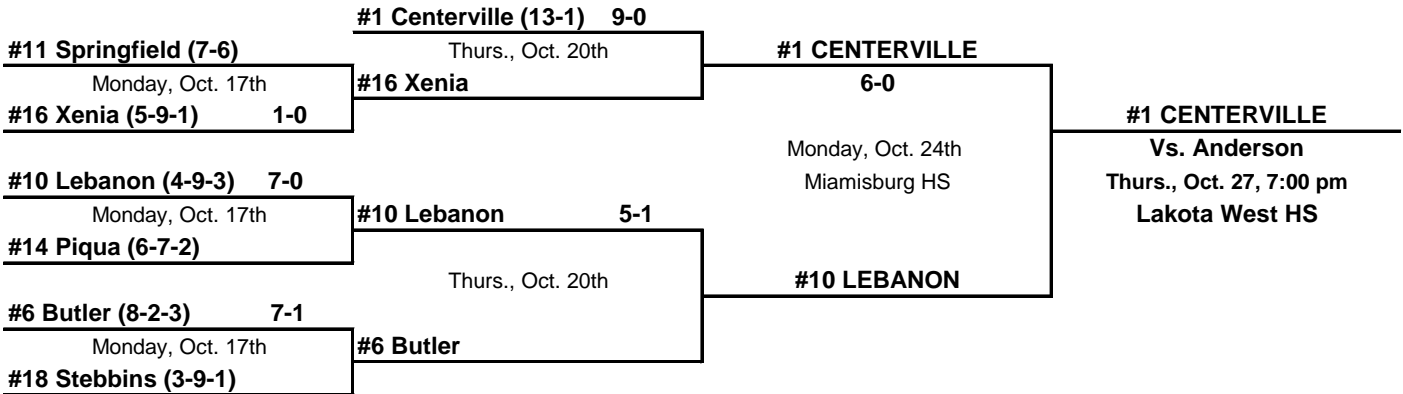 #1 Centerville (13-1) 9-0
#11 Springfield (7-6) Thurs., Oct. 20th #1 CENTERVILLE
Monday, Oct. 17th #16 Xenia 6-0
#16 Xenia (5-9-1) 1-0 #1 CENTERVILLE
Monday, Oct. 24th Vs. Anderson
#10 Lebanon (4-9-3) 7-0 Miamisburg HS Thurs., Oct. 27, 7:00 pm
Monday, Oct. 17th #10 Lebanon 5-1 Lakota West HS
#14 Piqua (6-7-2)
Thurs., Oct. 20th #10 LEBANON
#6 Butler (8-2-3) 7-1
Monday, Oct. 17th #6 Butler
#18 Stebbins (3-9-1)